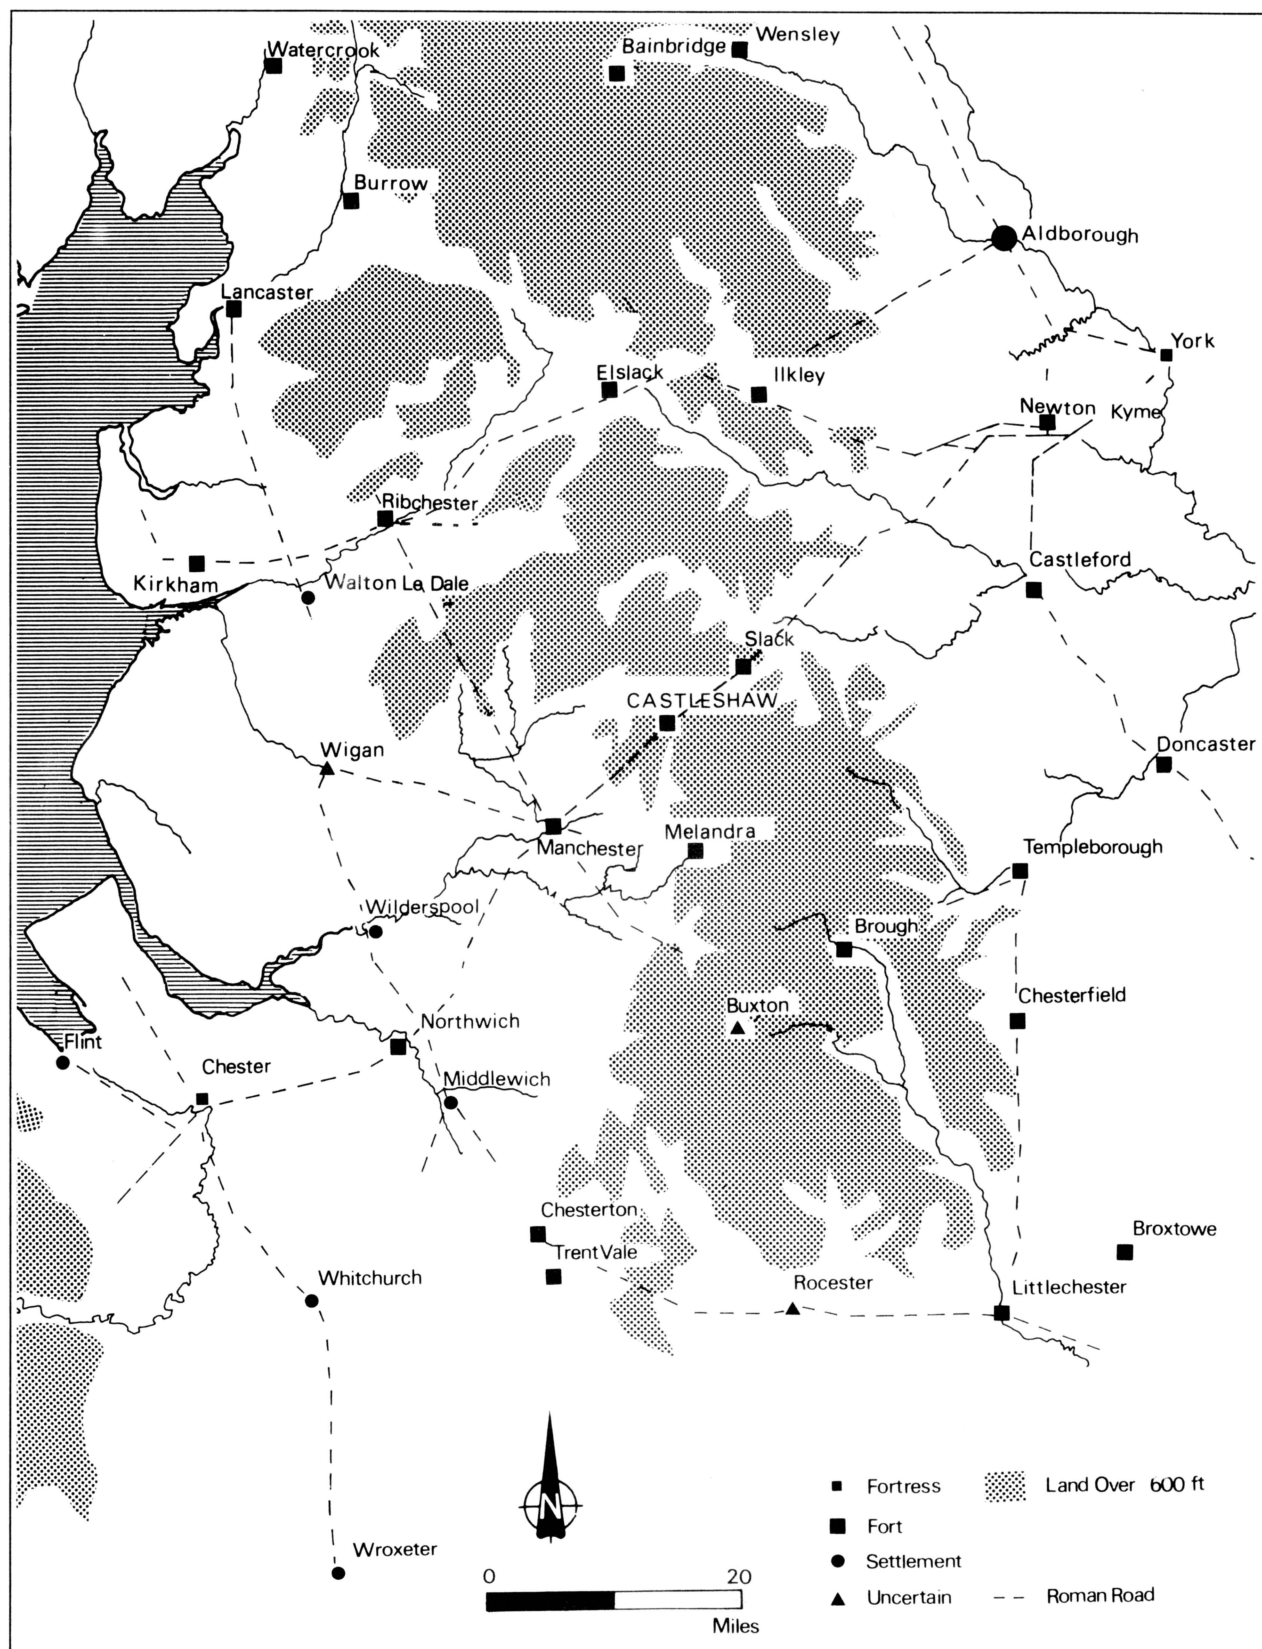 Wensley
Bainbridge
Watercrook
Burrow
Aldborough
Lancaster
York
Elslack
Ilkley
Newton Kyme
Ribchester
Castleford
Kirkham
Walton Le Dale
Slack
CASTLESHAW
Wigan
Doncaster
Melandra
Manchester
Templeborough
Wilderspool
Brough
Buxton
Chesterfield
Northwich
Flint
Chester
Middlewich
Chesterton
Broxtowe
Trent Vale
Whitchurch
Rocester
Littlechester
Fortress
Land Over 600 ft
N
Fort
Wroxeter
Settlement
0 20
Uncertain
Roman Road
Miles